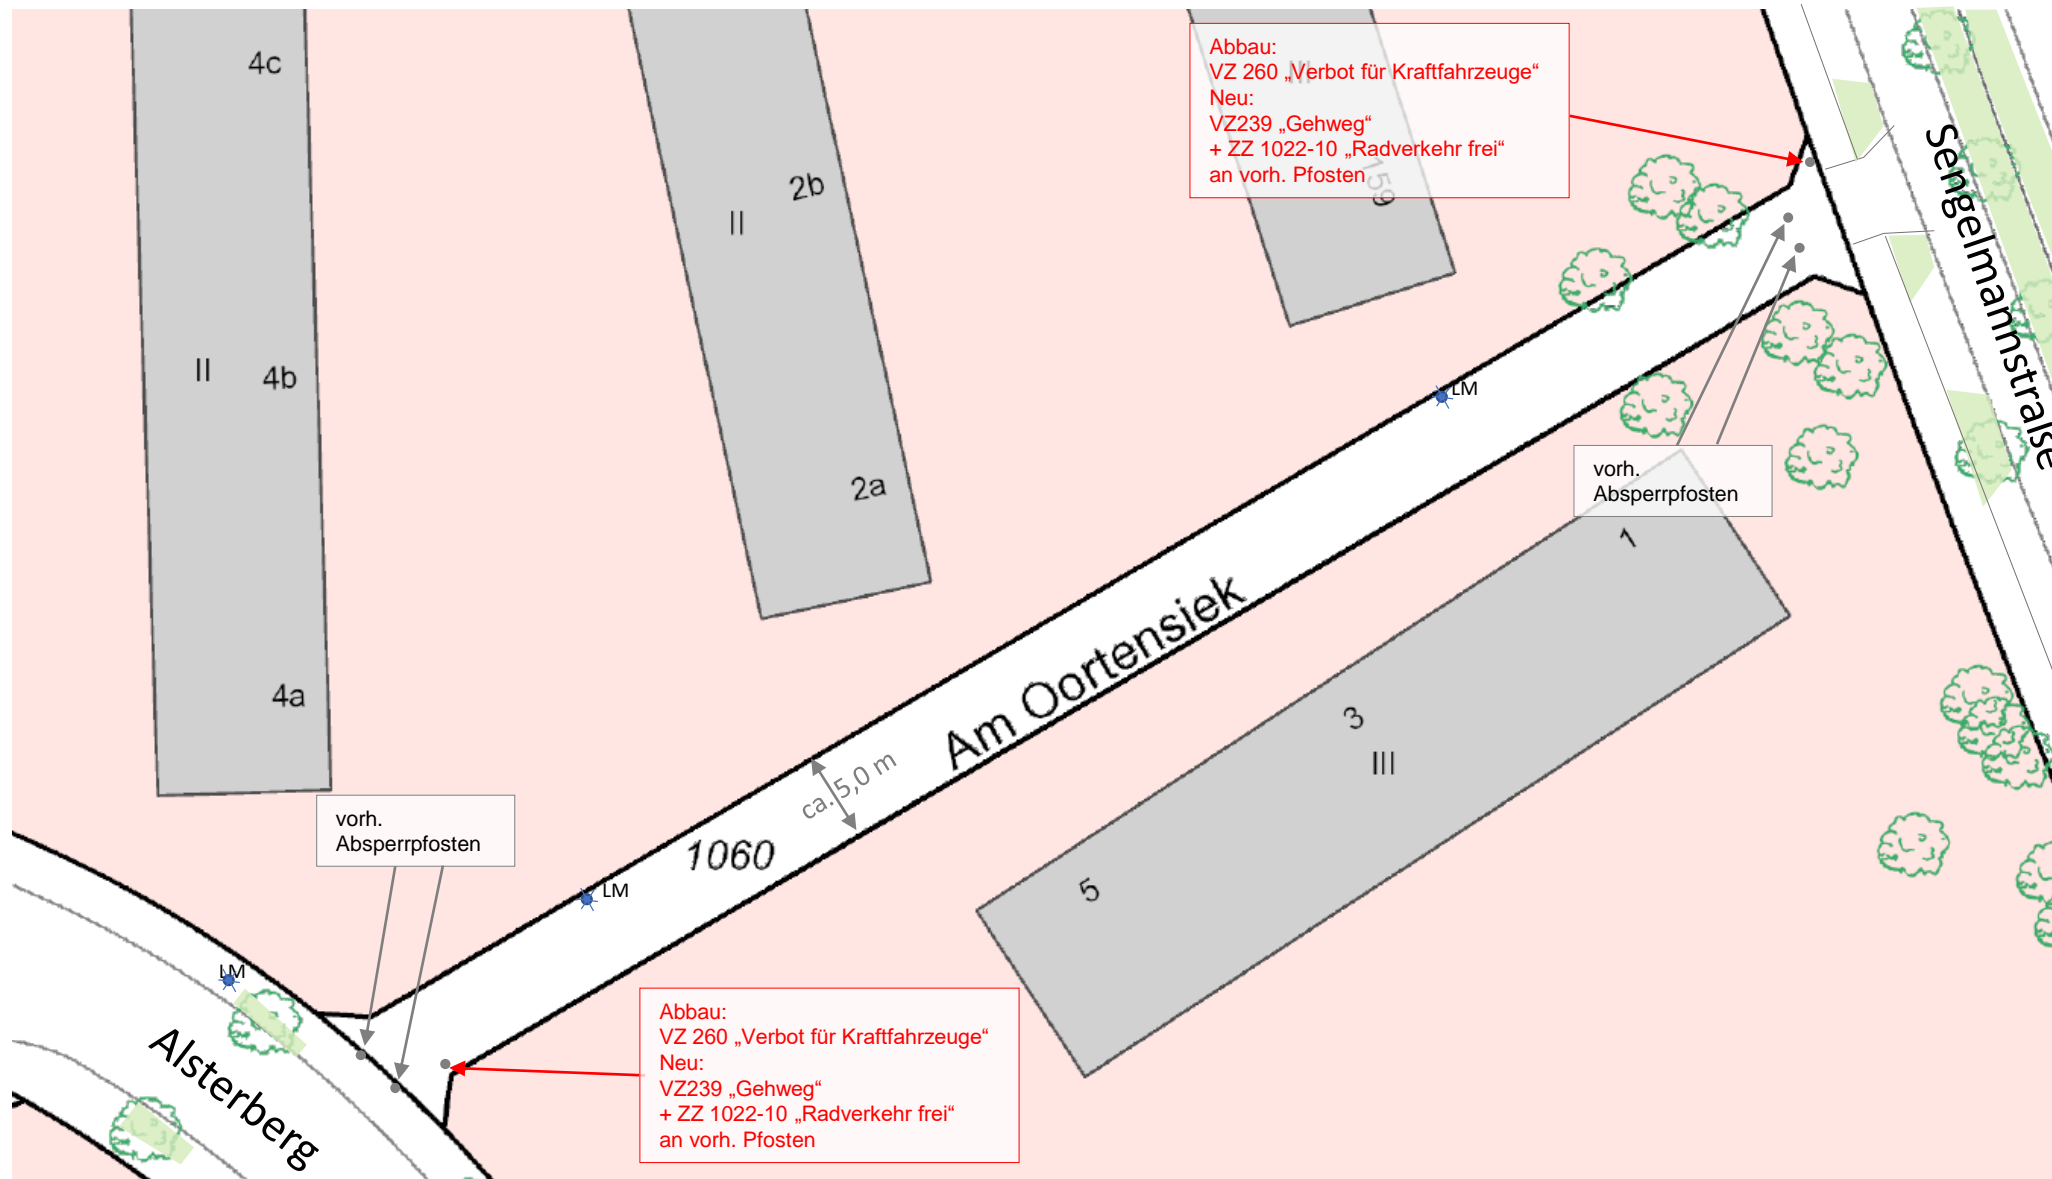 4c
II
4b
4a
2b
II
2a
III
159
Abbau:
VZ 260 „Verbot für Kraftfahrzeuge“
Neu:
VZ239 „Gehweg“
+ ZZ 1022-10 „Radverkehr frei“
an vorh. Pfosten
Sengelmannstraße
LM
vorh.
Absperrpfosten
1
3
III
5
Am Oortensiek
ca. 5,0 m
1060
LM
vorh.
Absperrpfosten
LM
Alsterberg
Abbau:
VZ 260 „Verbot für Kraftfahrzeuge“
Neu:
VZ239 „Gehweg“
+ ZZ 1022-10 „Radverkehr frei“
an vorh. Pfosten